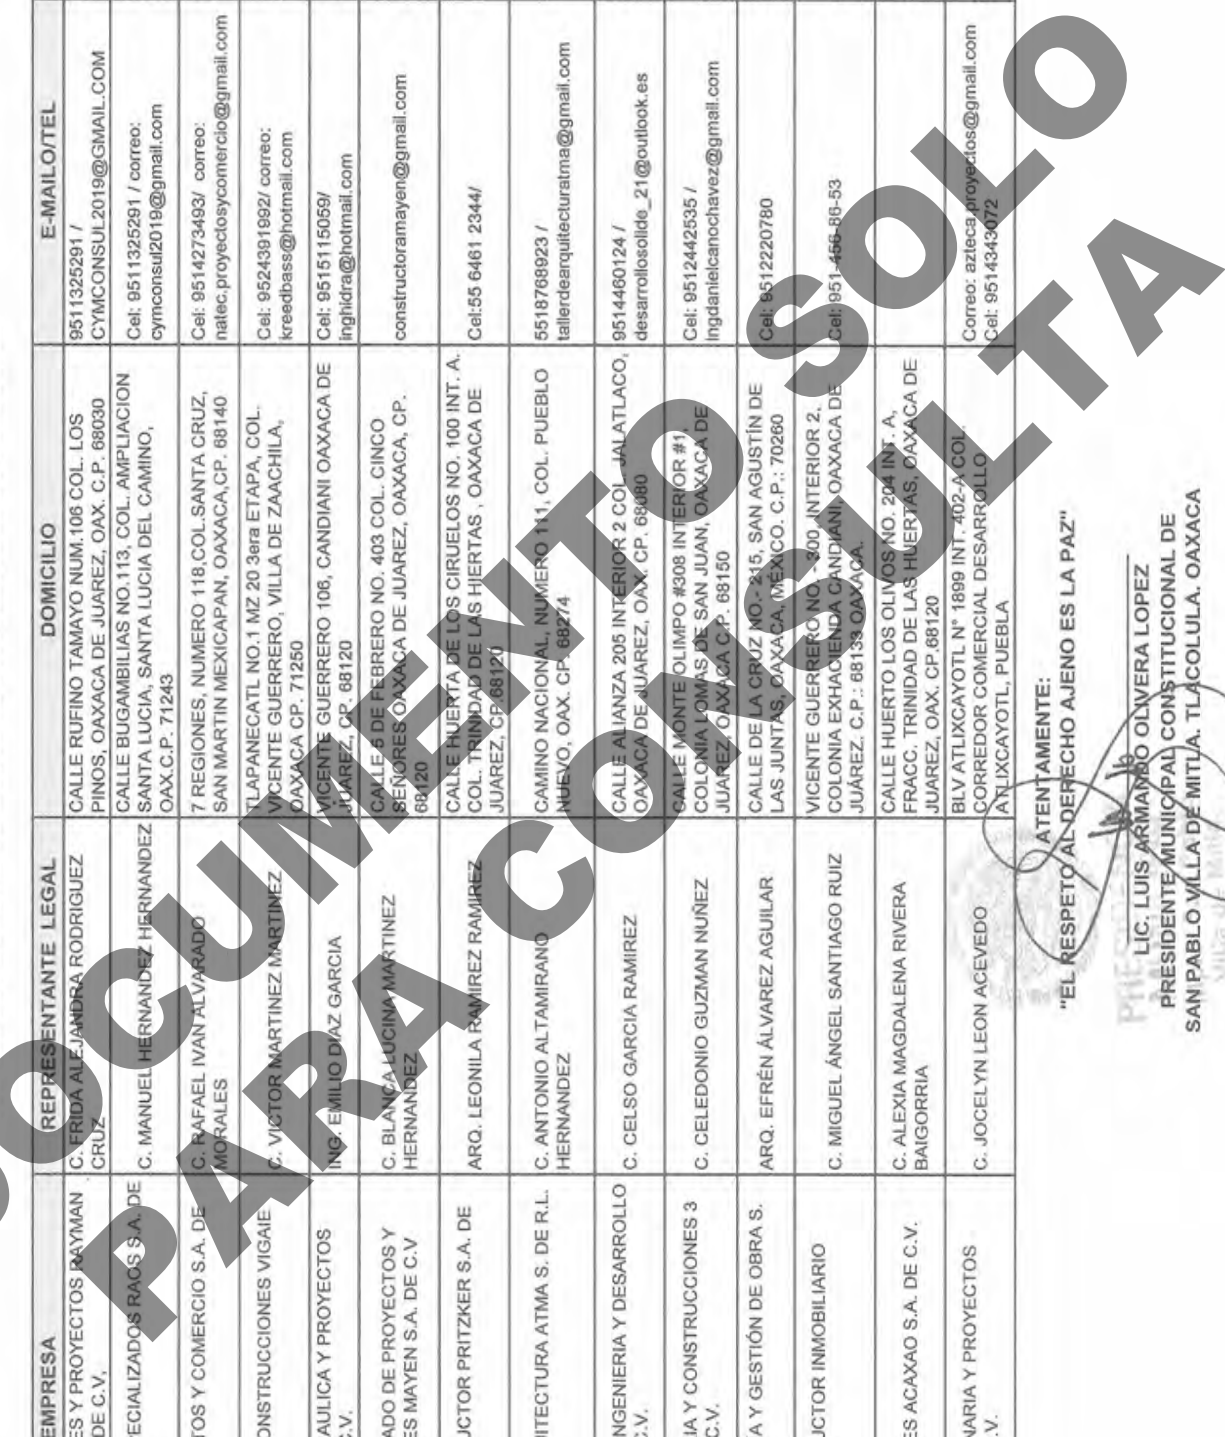 EMPRESA
REPRESENTANTE LEGAL
DOMICILIO
E-MAILO/TEL
ES Y PROYECTOS RAYMAN
DE C.V.
C. FRIDA ALEJANDRA RODRIGUEZ
CRUZ
CALLE RUFINO TAMAYO NUM.106 COL. LOS
PINOS, OAXACA DE JUAREZ, OAX. C.P. 68030
9511325291 /
CYMCONSUL2019@GMAIL.COM
PECIALIZADOS RAOS S.A. DE
C. MANUEL HERNANDEZ HERNANDEZ
CALLE BUGAMBILIAS NO.113, COL. AMPLIACION
SANTA LUCIA, SANTA LUCIA DEL CAMINO,
OAX.C.P. 71243
Cel: 9511325291 / correo:
cymconsul2019@gmail.com
TOS Y COMERCIO S.A. DE
C. RAFAEL IVAN ALVARADO
MORALES
7 REGIONES, NUMERO 118,COL.SANTA CRUZ,
SAN MARTIN MEXICAPAN, OAXACA,CP. 68140
Cel: 9514273493/ correo:
natec.proyectosycomercio@gmail.com
ONSTRUCCIONES VIGAIE
C. VICTOR MARTINEZ MARTINEZ
TLAPANECATL NO.1 MZ 20 3era ETAPA, COL.
VICENTE GUERRERO, VILLA DE ZAACHILA,
OAXACA CP. 71250
Cel: 9524391992/ correo:
kreedbass@hotmail.com
AULICA Y PROYECTOS
C.V.
ING. EMILIO DIAZ GARCIA
VICENTE GUERRERO 106, CANDIANI OAXACA DE
JUAREZ, CP. 68120
Cel: 9515115059/
inghidra@hotmail.com
ADO DE PROYECTOS Y
ES MAYEN S.A. DE C.V
C. BLANCA LUCINA MARTINEZ
HERNANDEZ
CALLE 5 DE FEBRERO NO. 403 COL. CINCO
SEÑORES OAXACA DE JUAREZ, OAXACA, CP.
68120
constructoramayen@gmail.com
UCTOR PRITZKER S.A. DE
ARQ. LEONILA RAMIREZ RAMIREZ
CALLE HUERTA DE LOS CIRUELOS NO. 100 INT. A.
COL. TRINIDAD DE LAS HIERTAS , OAXACA DE
JUAREZ, CP.68120
Cel:55 6461 2344/
UITECTURA ATMA S. DE R.L.
C. ANTONIO ALTAMIRANO
HERNANDEZ
CAMINO NACIONAL, NUMERO 111, COL. PUEBLO
NUEVO, OAX. CP. 68274
5518768923 /
tallerdearquitecturatma@gmail.com
NGENIERIA Y DESARROLLO
C.V.
C. CELSO GARCIA RAMIREZ
CALLE ALIANZA 205 INTERIOR 2 COL. JALATLACO,
OAXACA DE JUÁREZ, OAX. CP. 68080
9514460124 /
desarrollosolide_21@outlook.es
IA Y CONSTRUCCIONES 3
C.V.
C. CELEDONIO GUZMAN NUÑEZ
CALLE MONTE OLIMPO #308 INTERIOR #1,
COLONIA LOMAS DE SAN JUAN, OAXACA DE
JUAREZ, OAXACA C.P. 68150
Cel: 9512442535 /
Ingdanielcanochavez@gmail.com
A Y GESTIÓN DE OBRA S.
ARQ. EFRÉN ÁLVAREZ AGUILAR
CALLE DE LA CRUZ NO.- 215, SAN AGUSTÍN DE
LAS JUNTAS, OAXACA, MÉXICO. C.P.: 70260
Cel: 9512220780
UCTOR INMOBILIARIO
C. MIGUEL ÁNGEL SANTIAGO RUIZ
VICENTE GUERRERO NO. - 300, INTERIOR 2,
COLONIA EXHACIENDA CANDIANI, OAXACA DE
JUÁREZ. C.P.: 68133 OAXACA.
Cel: 951-456-86-53
ES ACAXAO S.A. DE C.V.
C. ALEXIA MAGDALENA RIVERA
BAIGORRIA
CALLE HUERTO LOS OLIVOS NO. 204 INT. A,
FRACC. TRINIDAD DE LAS HUERTAS, OAXACA DE
JUAREZ, OAX. CP.68120
NARIA Y PROYECTOS
.V.
C. JOCELYN LEON ACEVEDO
BLV ATLIXCAYOTL N° 1899 INT. 402-A, COL.
CORREDOR COMERCIAL DESARROLLO
ATLIXCAYOTL, PUEBLA
Correo: azteca.proyectos@gmail.com
Cel: 9514343072
ATENTAMENTE:
"EL RESPETO AL DERECHO AJENO ES LA PAZ"
LIC. LUIS ARMANDO OLIVERA LOPEZ
PRESIDENTE MUNICIPAL CONSTITUCIONAL DE
SAN PABLO VILLA DE MITLA, TLACOLULA, OAXACA
DOCUMENTO SOLO
PARA CONSULTA